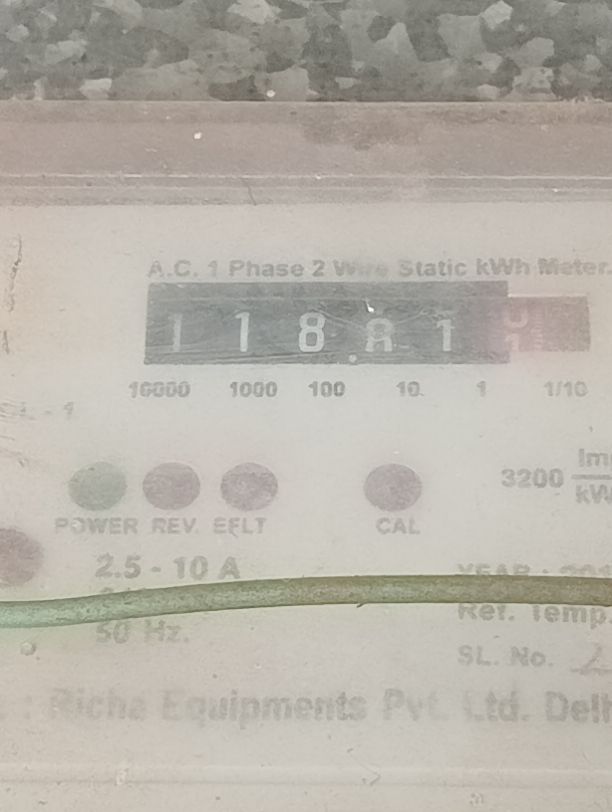 A.C. 1 Phase 2 Wire Static kWh Meter.
1 1 8 8 1
10000 1000 100 10 1 1/10
3200
POWER REV. EFLT CAL
2.5 - 10 A
YEAR :
50 Hz.
Ref. Temp.
SL. No.
: Richa Equipments Pvt. Ltd.